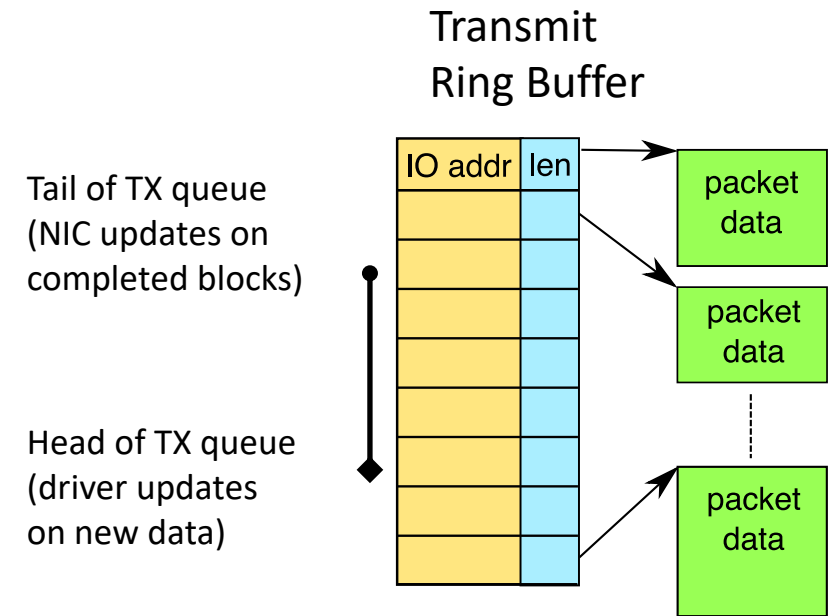 Transmit
Ring Buffer
Tail of TX queue
(NIC updates on
completed blocks)
Head of TX queue
(driver updates
on new data)
IO addr len
packet
data
packet
data
packet
data